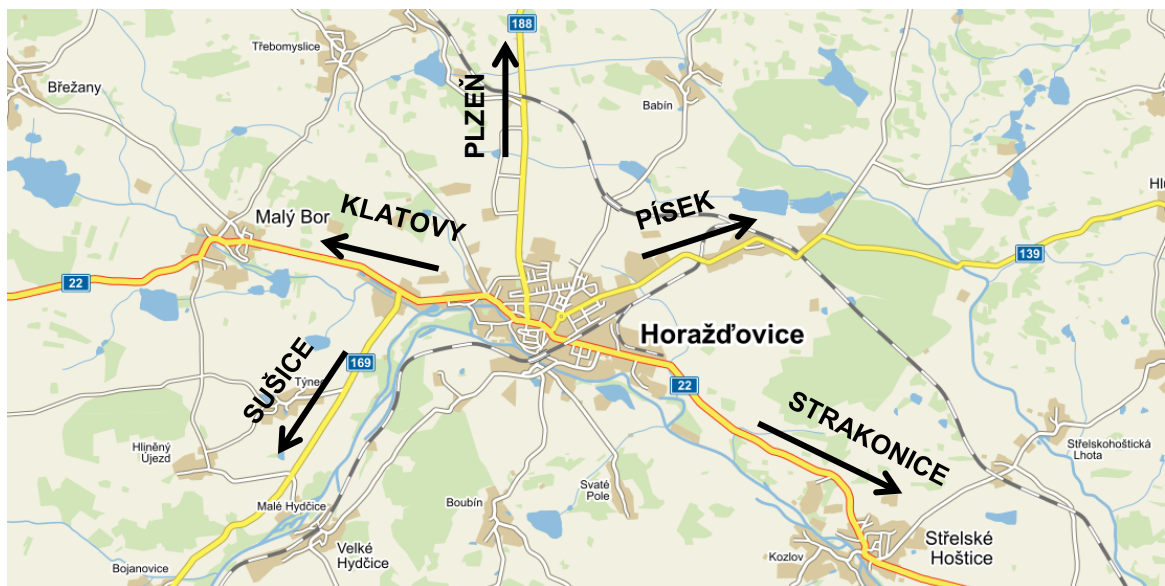 188
Třebomyslice
Břežany
PLZEŇ
Babín
Malý Bor
KLATOVY
PÍSEK
22
139
Horažďovice
169
SUŠICE
Týnec
22
STRAKONICE
Hliněný
Újezd
Střelskohoštická
Lhota
Malé Hydčice
Boubín
Svaté
Pole
Velké
Hydčice
Kozlov
Střelské
Hoštice
Bojanovice